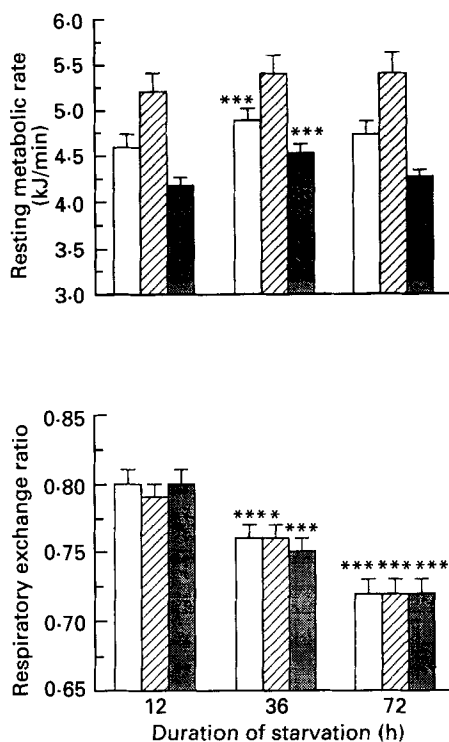 Resting metabolic rate
(kJ/min)
6·0
5·5
5·0
4·5
4·0
3·5
3·0
***
***
Respiratory exchange ratio
0·85
0·80
0·75
0·70
0·65
**** *
***
*** *** ***
12 36 72
Duration of starvation (h)